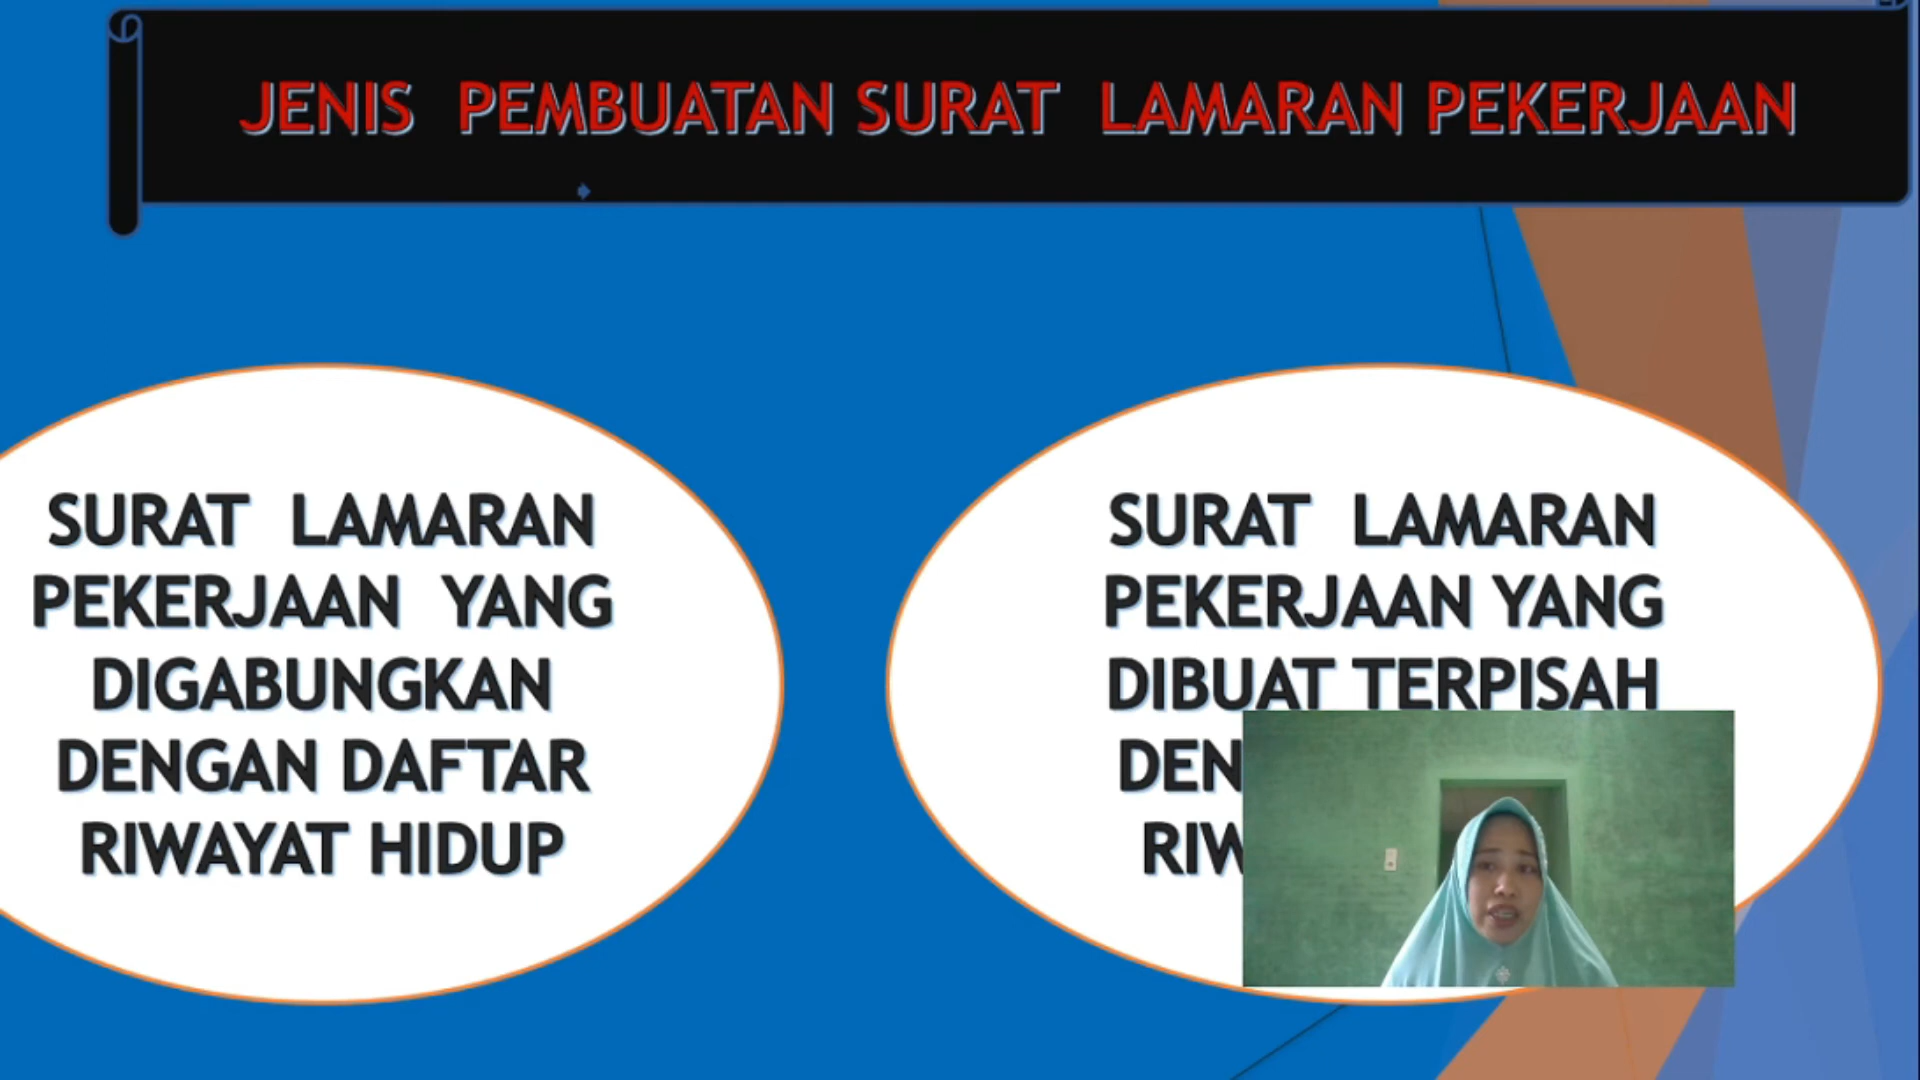 JENIS PEMBUATAN SURAT LAMARAN PEKERJAAN
SURAT LAMARAN
PEKERJAAN YANG
DIGABUNGKAN
DENGAN DAFTAR
RIWAYAT HIDUP
SURAT LAMARAN
PEKERJAAN YANG
DIBUAT TERPISAH